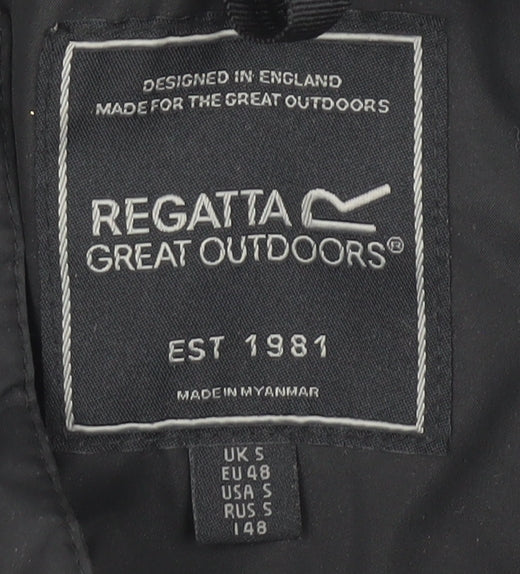 DESIGNED IN ENGLAND
MADE FOR THE GREAT OUTDOORS
REGATTA
GREAT OUTDOORS®
EST 1981
MADE IN MYANMAR
UK S
EU 48
USA S
RUS S
I 48